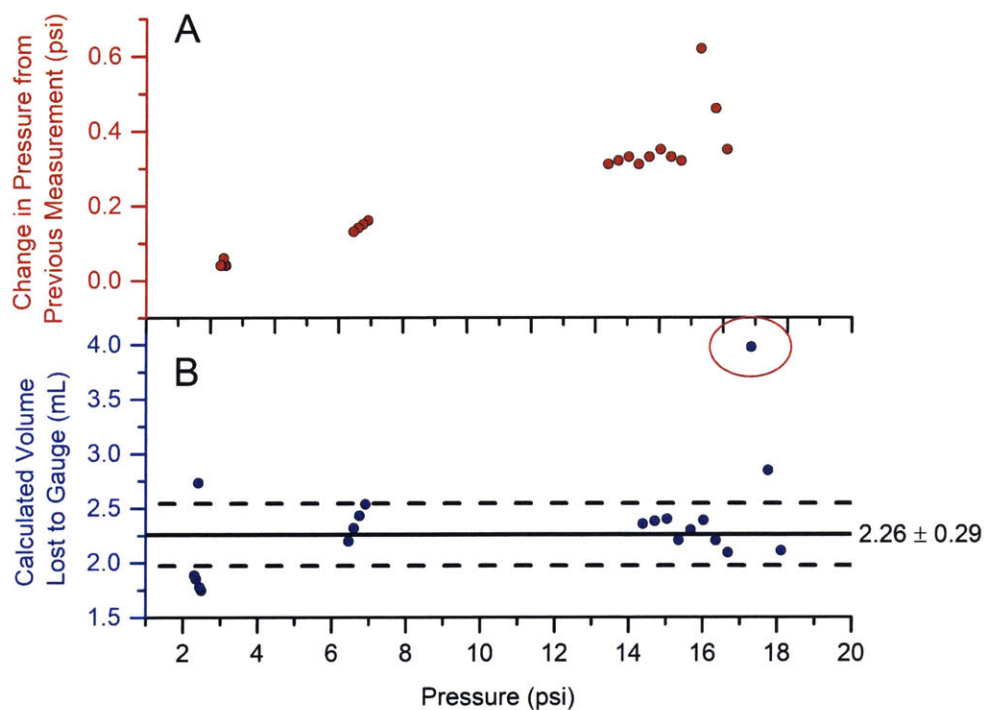 A
Change in Pressure from
Previous Measurement (psi)
0.6
0.4
0.2
0.0
B
Calculated Volume
Lost to Gauge (mL)
4.0
3.5
3.0
2.5
2.0
1.5
2.26 ± 0.29
2 4 6 8 10 12 14 16 18 20
Pressure (psi)